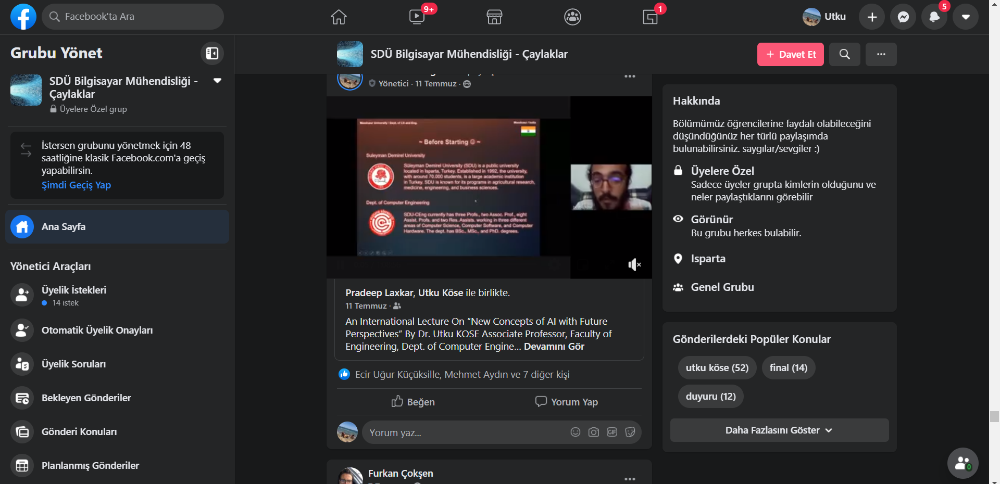 Facebook'ta Ara
9+
1
Utku
5
Grubu Yönet
SDÜ Bilgisayar Mühendisliği - Çaylaklar
Üyelere Özel grup
İstersen grubunu yönetmek için 48
saatliğine klasik Facebook.com'a geçiş
yapabilirsin.
Şimdi Geçiş Yap
Ana Sayfa
Yönetici Araçları
Üyelik İstekleri
14 istek
Otomatik Üyelik Onayları
Üyelik Soruları
Bekleyen Gönderiler
Gönderi Konuları
Planlanmış Gönderiler
SDÜ Bilgisayar Mühendisliği -
Çaylaklar
+ Davet Et
Yönetici · 11 Temmuz ·
Mandsaur University / Dept. of CS and Eng.
Mandsaur / India
~ Before Starting ☺ ~
Suleyman Demirel University
Süleyman Demirel University (SDU) is a public university
located in Isparta, Turkey. Established in 1992, the university,
with around 70.000 students, is a large academic institution
in Turkey. SDU is known for its programs in agricultural research,
medicine, engineering, and business sciences.
Dept. of Computer Engineering
SDU-CEng currently has three Profs., two Assoc. Prof., eight
Assist. Profs. and two Res. Assists. working in three different
areas of Computer Science, Computer Software, and Computer
Hardware. The dept. has BSc., MSc., and PhD. degrees.
Pradeep Laxkar, Utku Köse ile birlikte.
11 Temmuz ·
An International Lecture On “New Concepts of AI with Future
Perspectives” By Dr. Utku KOSE Associate Professor, Faculty of
Engineering, Dept. of Computer Engine... Devamını Gör
Ecir Uğur Küçüksille, Mehmet Aydın ve 7 diğer kişi
Beğen
Yorum Yap
Yorum yaz...
GIF
Furkan Çokşen
Hakkında
Bölümümüz öğrencilerine faydalı olabileceğini
düşündüğünüz her türlü paylaşımda
bulunabilirsiniz. saygılar/sevgiler :)
Üyelere Özel
Sadece üyeler grupta kimlerin olduğunu ve
neler paylaştıklarını görebilir
Görünür
Bu grubu herkes bulabilir.
Isparta
Genel Grubu
Gönderilerdeki Popüler Konular
utku köse (52)
final (14)
duyuru (12)
Daha Fazlasını Göster
0